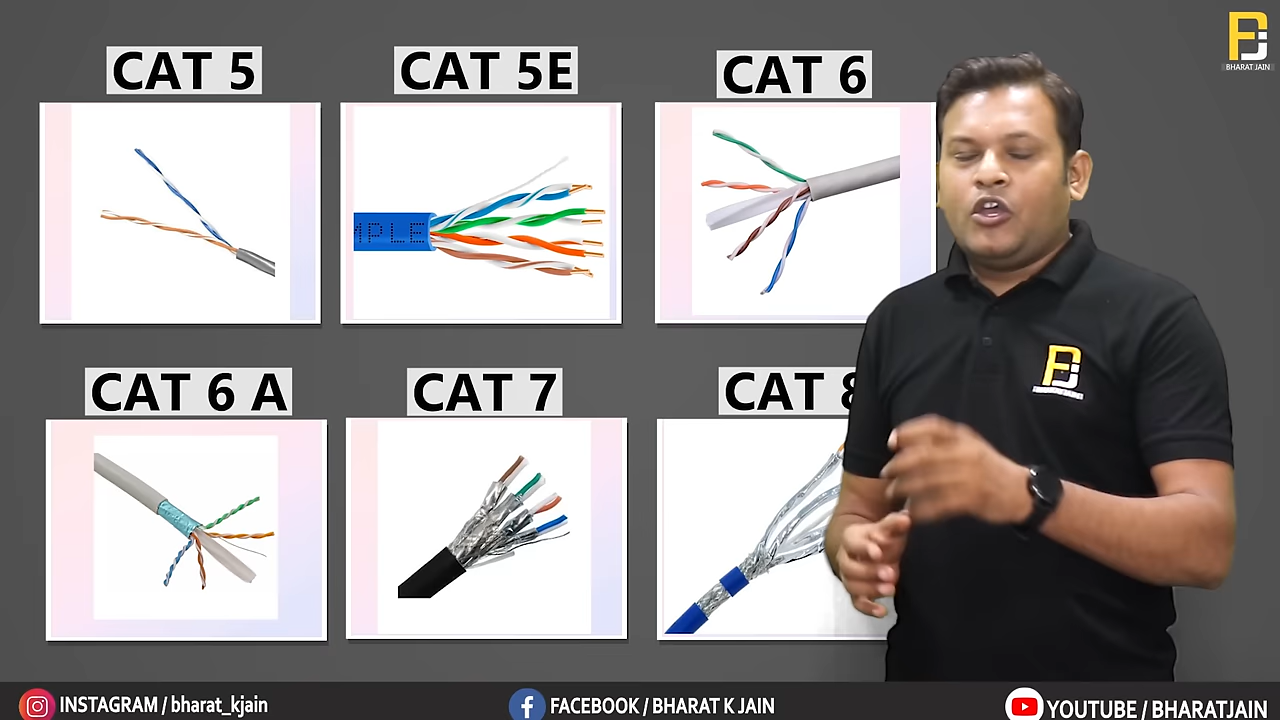 CAT 5
CAT 5E
CAT 6
BHARAT JAIN
MPLE
CAT 6 A
CAT 7
CAT 8
INSTAGRAM / bharat_kjain
FACEBOOK / BHARAT K JAIN
YOUTUBE / BHARATJAIN